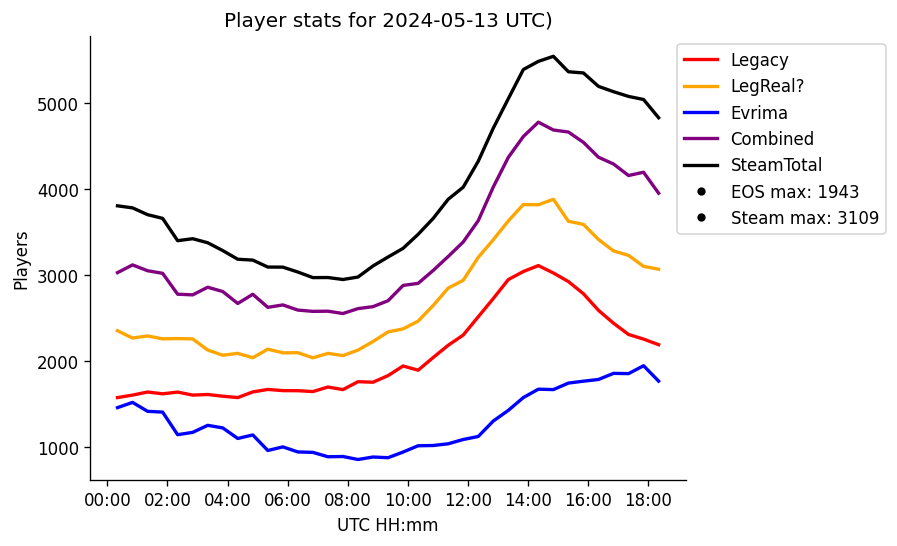 Player stats for 2024-05-13 UTC)
Legacy
LegReal?
Evrima
Combined
SteamTotal
EOS max: 1943
Steam max: 3109
Players
5000
4000
3000
2000
1000
00:00 02:00 04:00 06:00 08:00 10:00 12:00 14:00 16:00 18:00
UTC HH:mm